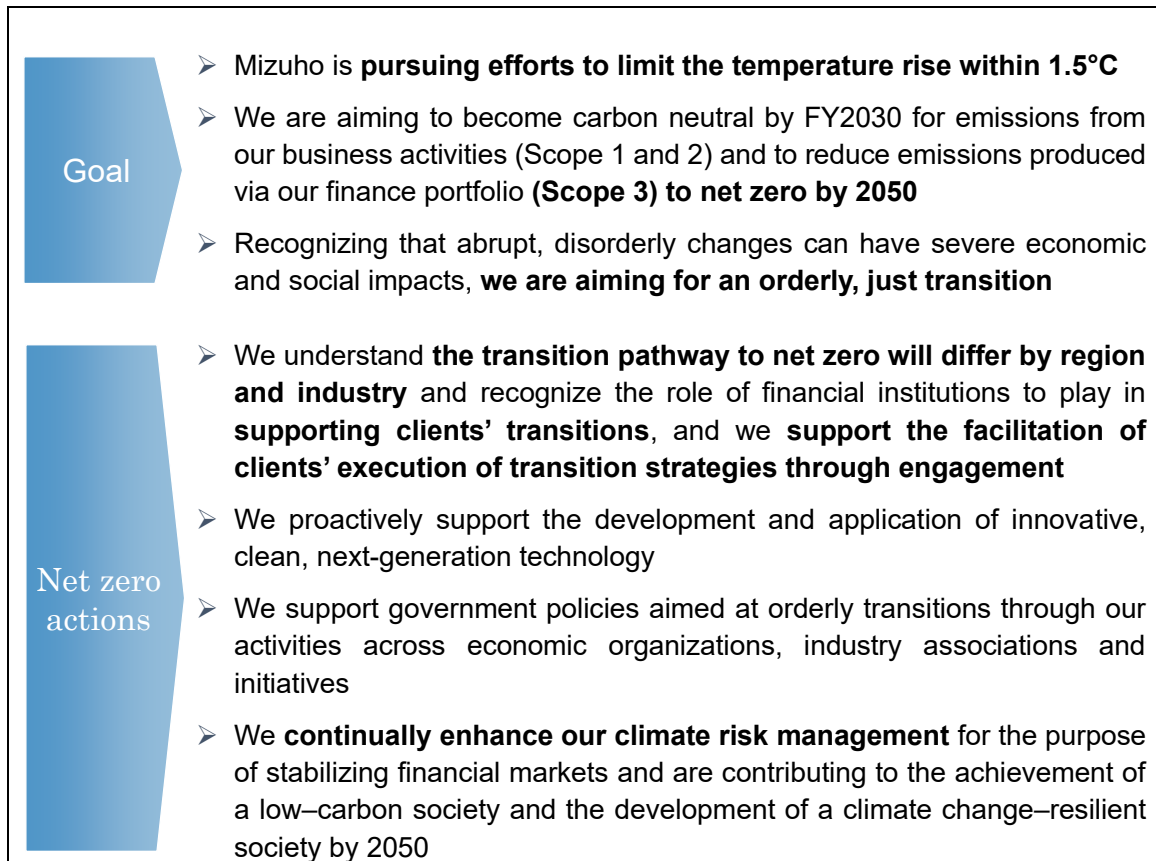 Goal
➢ Mizuho is pursuing efforts to limit the temperature rise within 1.5°C
➢ We are aiming to become carbon neutral by FY2030 for emissions from
our business activities (Scope 1 and 2) and to reduce emissions produced
via our finance portfolio (Scope 3) to net zero by 2050
➢ Recognizing that abrupt, disorderly changes can have severe economic
and social impacts, we are aiming for an orderly, just transition
Net zero
actions
➢ We understand the transition pathway to net zero will differ by region
and industry and recognize the role of financial institutions to play in
supporting clients’ transitions, and we support the facilitation of
clients’ execution of transition strategies through engagement
➢ We proactively support the development and application of innovative,
clean, next-generation technology
➢ We support government policies aimed at orderly transitions through our
activities across economic organizations, industry associations and
initiatives
➢ We continually enhance our climate risk management for the purpose
of stabilizing financial markets and are contributing to the achievement of
a low–carbon society and the development of a climate change–resilient
society by 2050